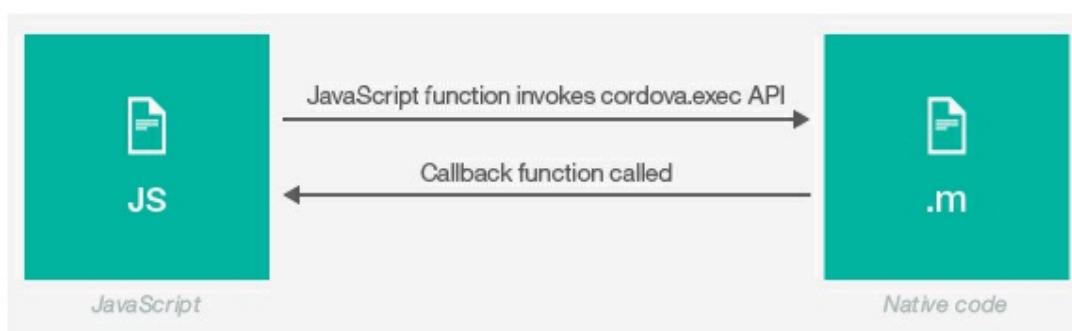 JavaScript function invokes cordova.exec API
Callback function called
JS
.m
JavaScript
Native code